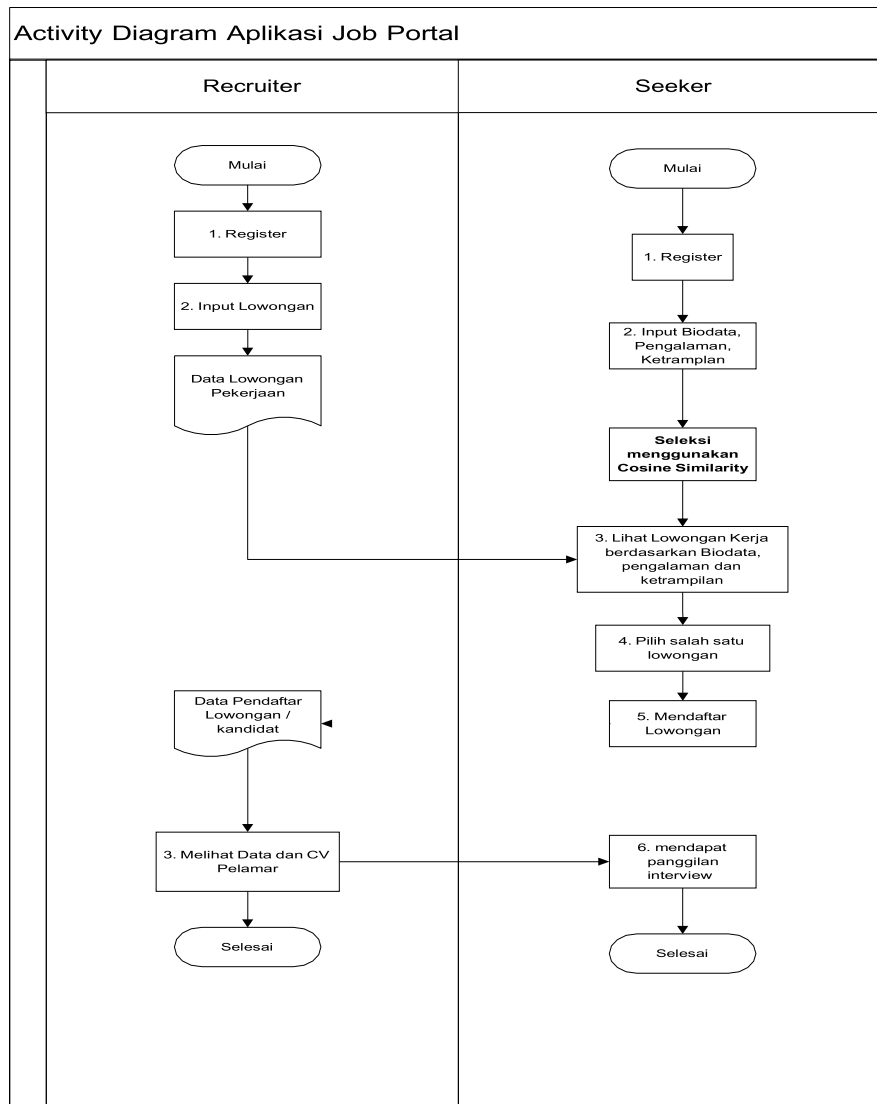 Activity Diagram Aplikasi Job Portal
Recruiter
Seeker
Mulai
1. Register
2. Input Lowongan
Data Lowongan
Pekerjaan
Data Pendaftar
Lowongan /
kandidat
3. Melihat Data dan CV
Pelamar
Selesai
Mulai
1. Register
2. Input Biodata,
Pengalaman,
Ketramplan
Seleksi
menggunakan
Cosine Similarity
3. Lihat Lowongan Kerja
berdasarkan Biodata,
pengalaman dan
ketrampilan
4. Pilih salah satu
lowongan
5. Mendaftar
Lowongan
6. mendapat
panggilan
interview
Selesai